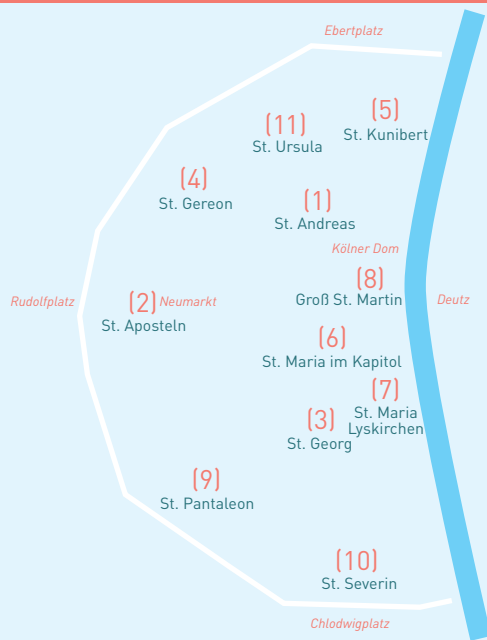 Ebertplatz
(5)
(11)
St. Kunibert
St. Ursula
(4)
St. Gereon
(1)
St. Andreas
Kölner Dom
(8)
Groß St. Martin
Rudolfplatz
(2)
Neumarkt
Deutz
St. Aposteln
(6)
St. Maria im Kapitol
(7)
St. Maria
Lyskirchen
(3)
St. Georg
(9)
St. Pantaleon
(10)
St. Severin
Chlodwigplatz